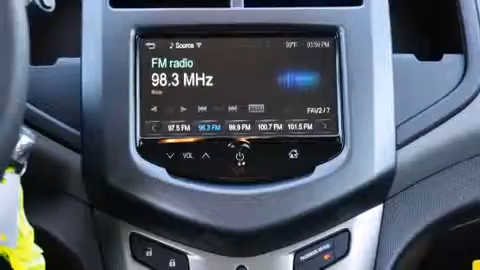 Source 93°F 03:50 PM
FM radio
98.3 MHz
FAV2 / 7
97.5 FM 98.3 FM 99.9 FM 100.7 FM 101.5 FM
VOL